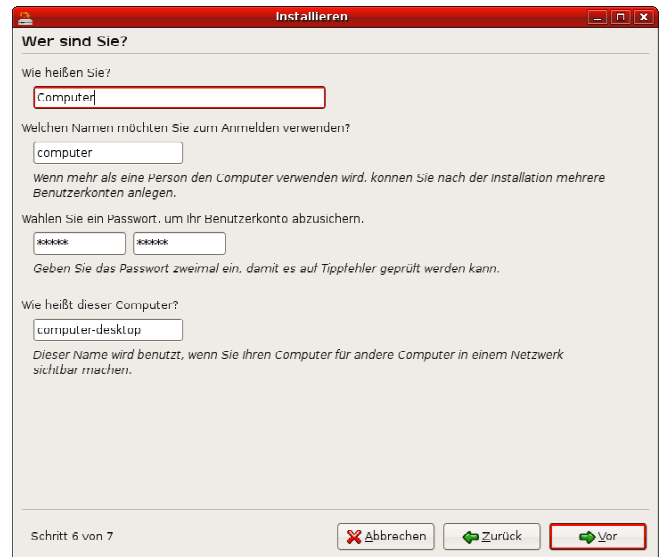 Installieren
Wer sind Sie?
Wie heißen Sie?
Computer
Welchen Namen möchten Sie zum Anmelden verwenden?
computer
Wenn mehr als eine Person den Computer verwenden wird, können Sie nach der Installation mehrere
Benutzerkonten anlegen.
Wählen Sie ein Passwort, um Ihr Benutzerkonto abzusichern.
***** *****
Geben Sie das Passwort zweimal ein, damit es auf Tippfehler geprüft werden kann.
Wie heißt dieser Computer?
computer-desktop
Dieser Name wird benutzt, wenn Sie Ihren Computer für andere Computer in einem Netzwerk
sichtbar machen.
Schritt 6 von 7 Abbrechen Zurück Vor